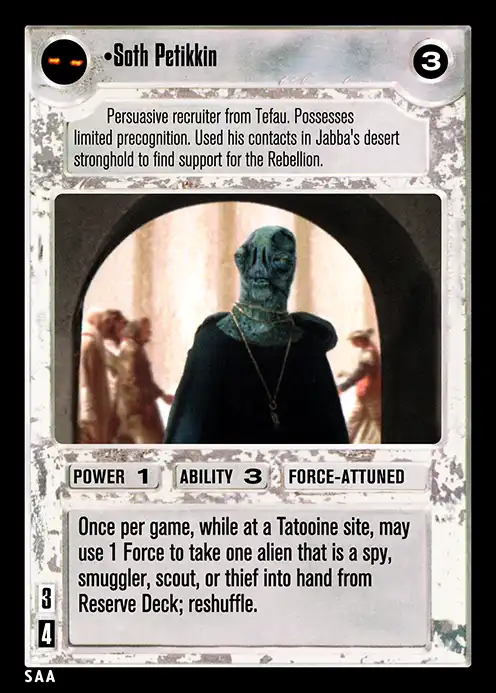 •Soth Petikkin
3
Persuasive recruiter from Tefau. Possesses
limited precognition. Used his contacts in Jabba's desert
stronghold to find support for the Rebellion.
POWER 1 ABILITY 3 FORCE-ATTUNED
Once per game, while at a Tatooine site, may
use 1 Force to take one alien that is a spy,
smuggler, scout, or thief into hand from
Reserve Deck; reshuffle.
3
4
SAA